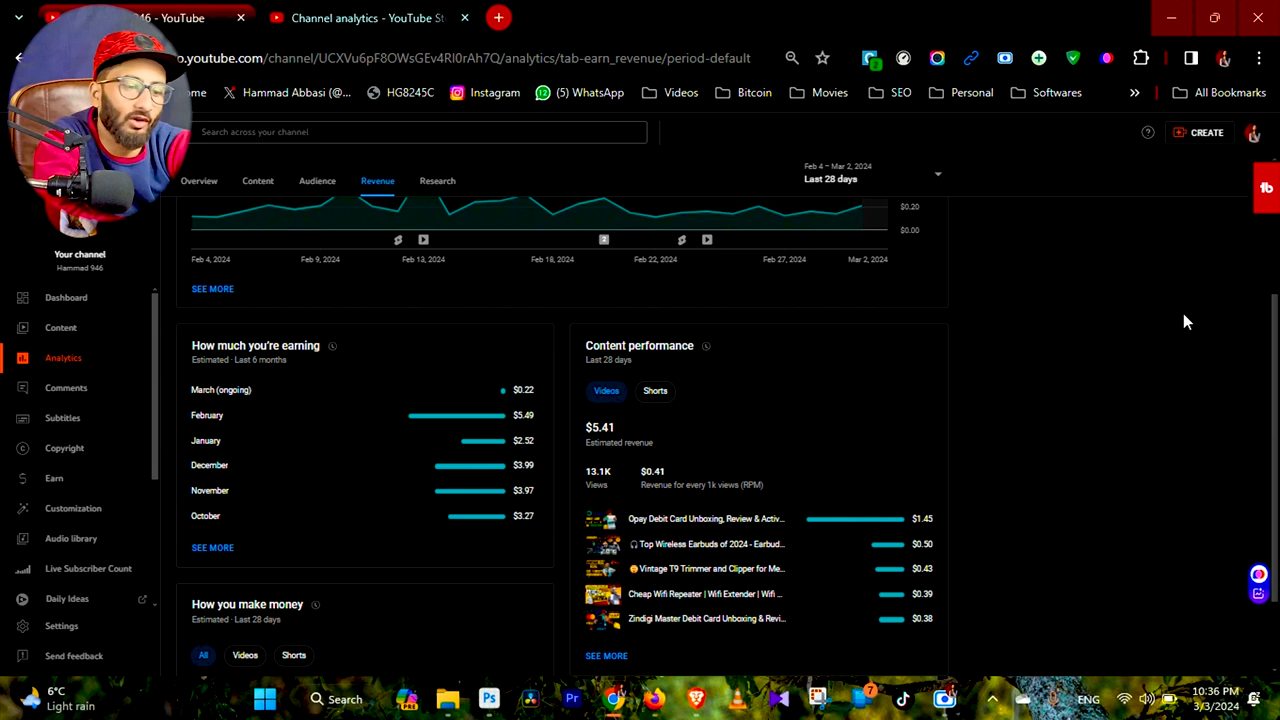 946 - YouTube
Channel analytics - YouTube St
o.youtube.com/channel/UCXVu6pF8OWsGEv4RI0rAh7Q/analytics/tab-earn_revenue/period-default
ome
Hammad Abbasi (@...
HG8245C
Instagram
(5) WhatsApp
Videos
Bitcoin
Movies
SEO
Personal
Softwares
All Bookmarks
Search across your channel
CREATE
Overview
Content
Audience
Revenue
Research
Feb 4 – Mar 2, 2024
Last 28 days
$0.20
$0.00
2
Feb 4, 2024
Feb 9, 2024
Feb 13, 2024
Feb 18, 2024
Feb 22, 2024
Feb 27, 2024
Mar 2, 2024
SEE MORE
Your channel
Hammad 946
Dashboard
Content
Analytics
Comments
Subtitles
Copyright
Earn
Customization
Audio library
Live Subscriber Count
Daily Ideas
Settings
Send feedback
How much you're earning
Estimated · Last 6 months
March (ongoing) $0.22
February $5.49
January $2.52
December $3.99
November $3.97
October $3.27
SEE MORE
How you make money
Estimated · Last 28 days
All
Videos
Shorts
Content performance
Last 28 days
Videos
Shorts
$5.41
Estimated revenue
13.1K
Views
$0.41
Revenue for every 1k views (RPM)
Opay Debit Card Unboxing, Review & Activ... $1.45
🎧Top Wireless Earbuds of 2024 - Earbud... $0.50
Vintage T9 Trimmer and Clipper for Me... $0.43
Cheap Wifi Repeater | Wifi Extender | Wifi ... $0.39
Zindigi Master Debit Card Unboxing & Revi... $0.38
SEE MORE
6°C
Light rain
Search
PRE
Ps
Pr
7
ENG
10:36 PM
3/3/2024